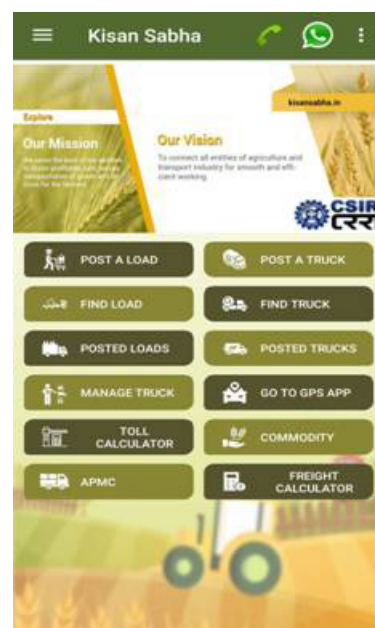 Kisan Sabha
kisansabha.in
Explore
Our Mission
Our Vision
To connect all entities of agriculture and
transport industry for smooth and effi-
cient working
CSIR
POST A LOAD
POST A TRUCK
FIND LOAD
FIND TRUCK
POSTED LOADS
POSTED TRUCKS
MANAGE TRUCK
GO TO GPS APP
TOLL
CALCULATOR
COMMODITY
APMC
FREIGHT
CALCULATOR